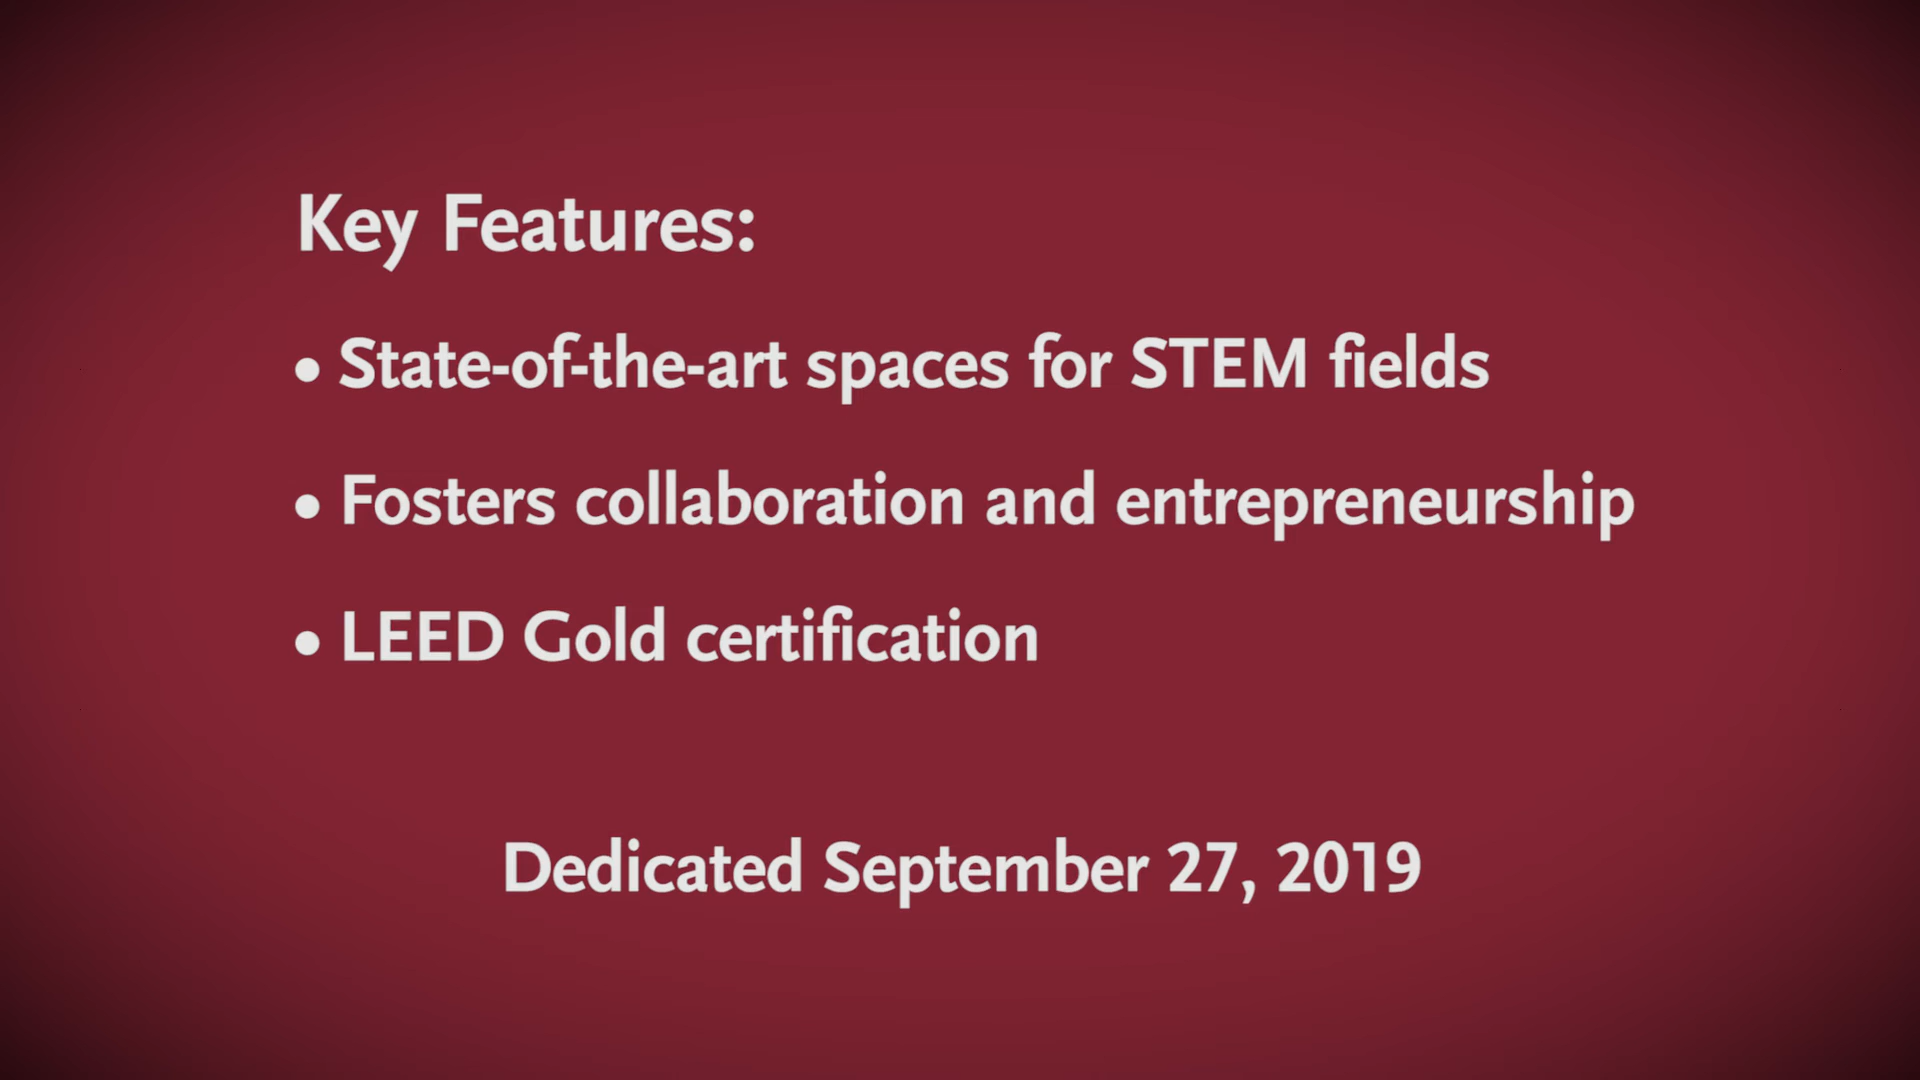 Key Features:
• State-of-the-art spaces for STEM fields
• Fosters collaboration and entrepreneurship
• LEED Gold certification
Dedicated September 27, 2019